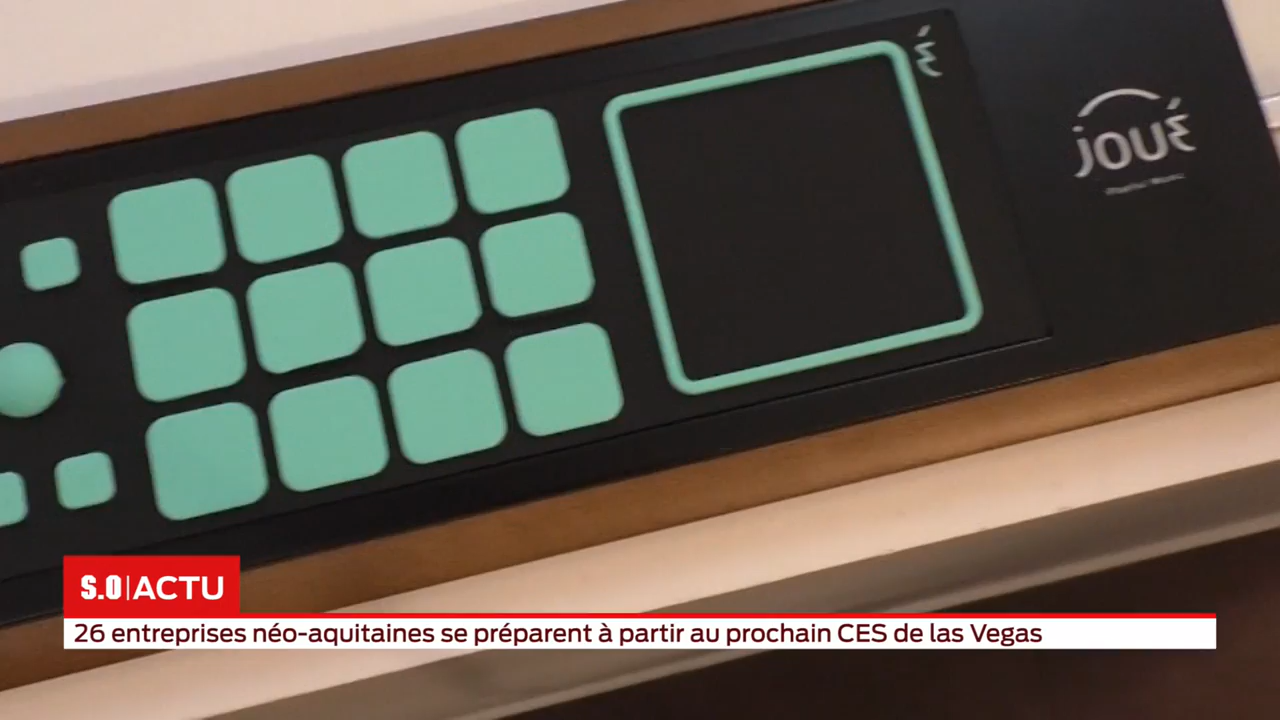 é
joué
S.O|ACTU
26 entreprises néo-aquitaines se préparent à partir au prochain CES de las Vegas